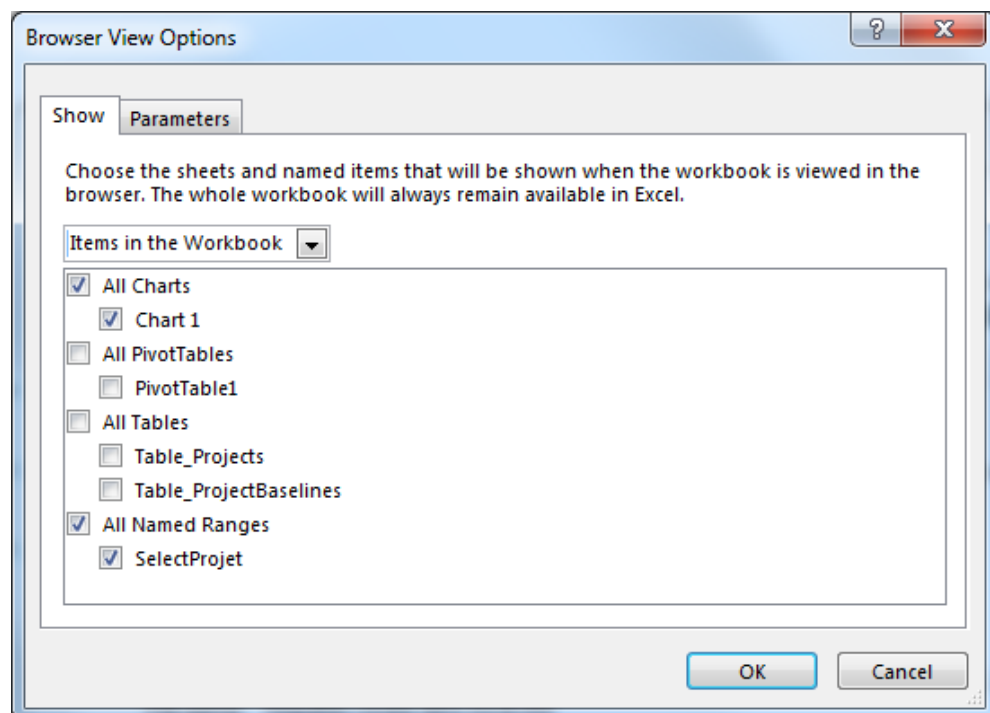 Browser View Options
?
Show
Parameters
Choose the sheets and named items that will be shown when the workbook is viewed in the
browser. The whole workbook will always remain available in Excel.
Items in the Workbook
All Charts
Chart 1
All PivotTables
PivotTable1
All Tables
Table_Projects
Table_ProjectBaselines
All Named Ranges
SelectProjet
OK
Cancel